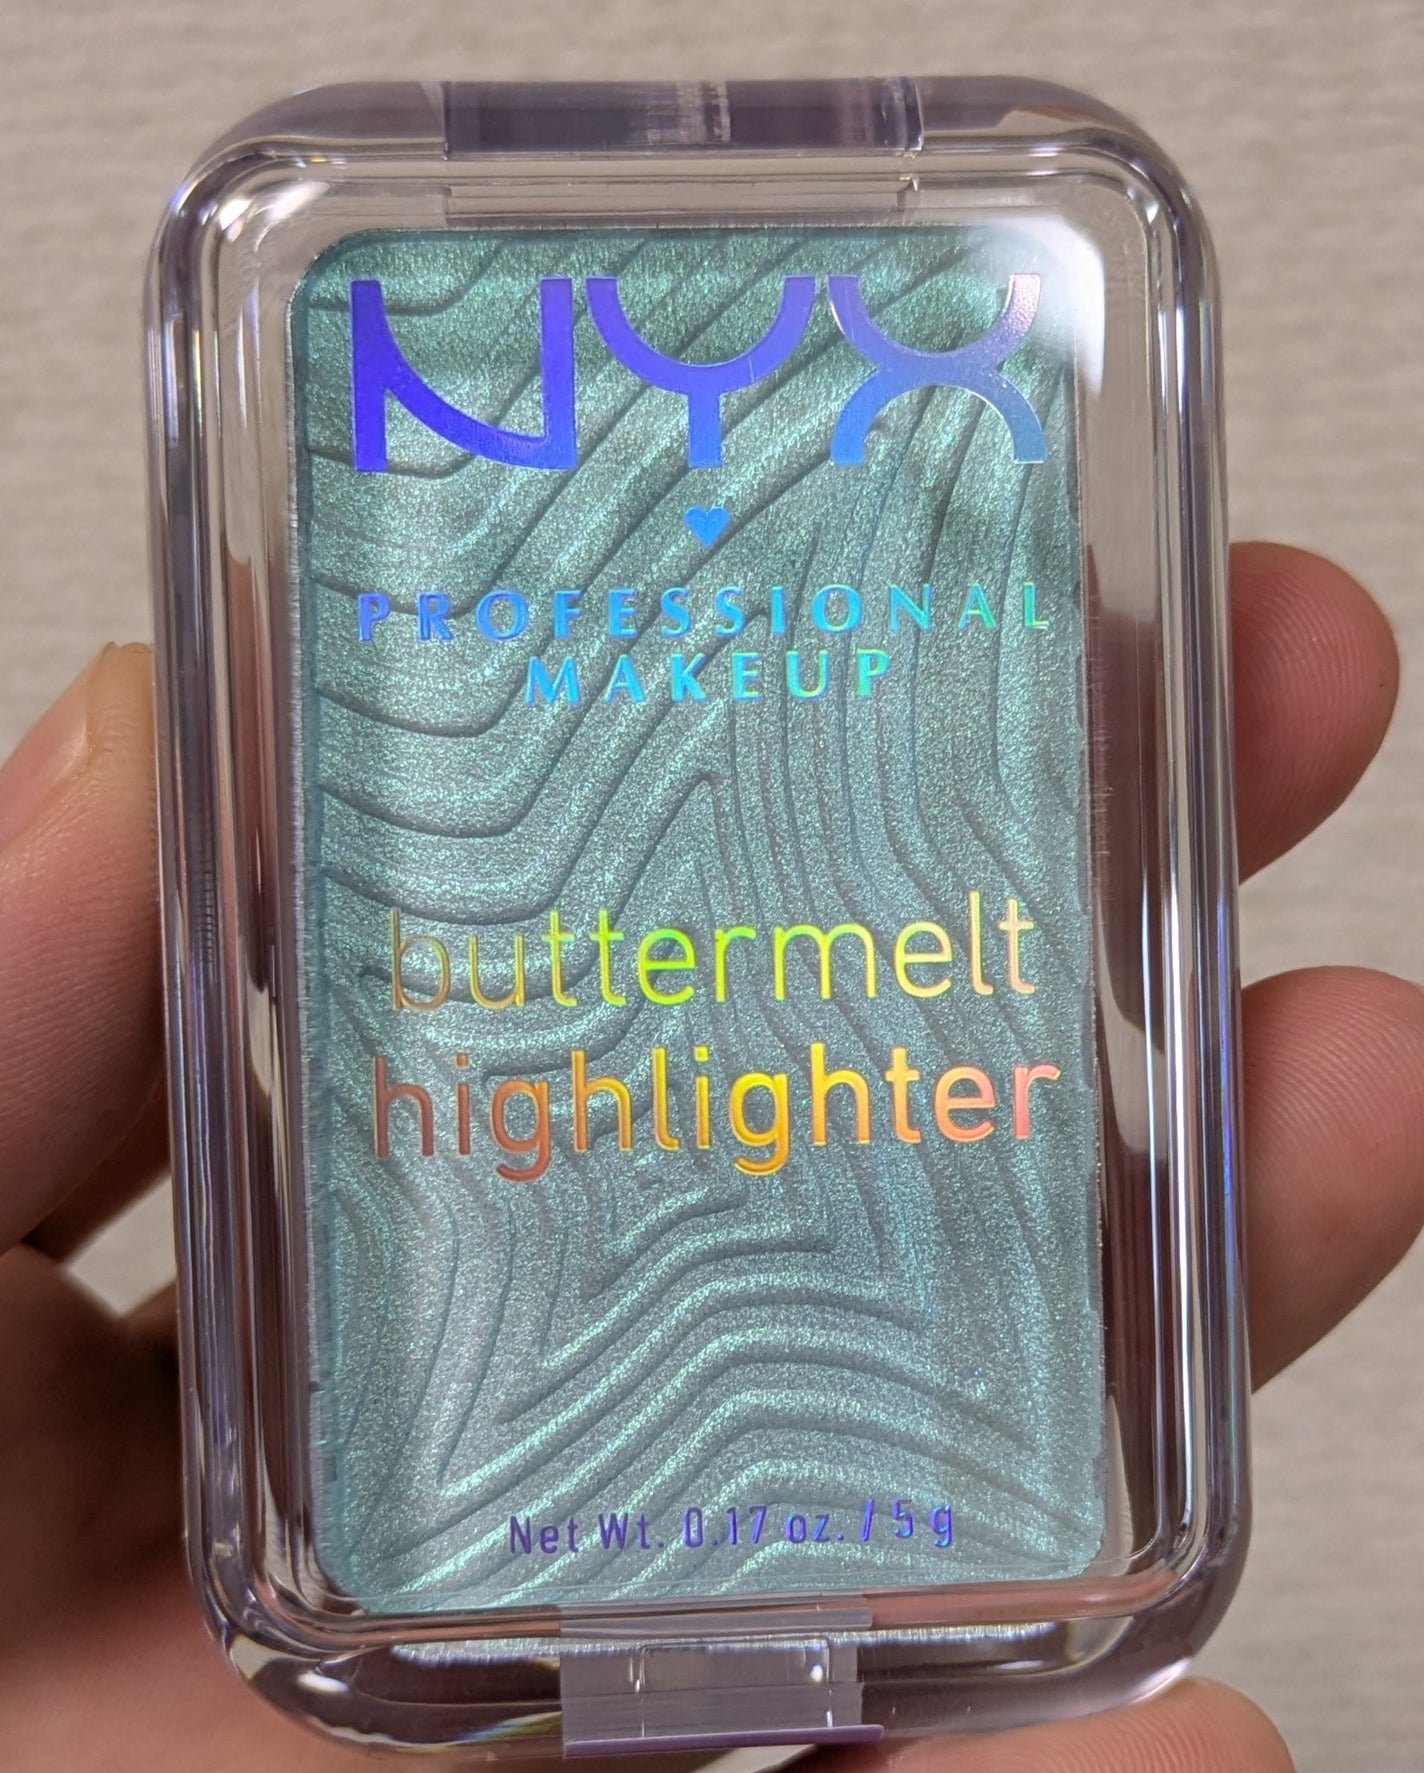 NYX
PROFESSIONAL
MAKEUP
buttermelt
highlighter
Net Wt. 0.17 oz. / 5 g